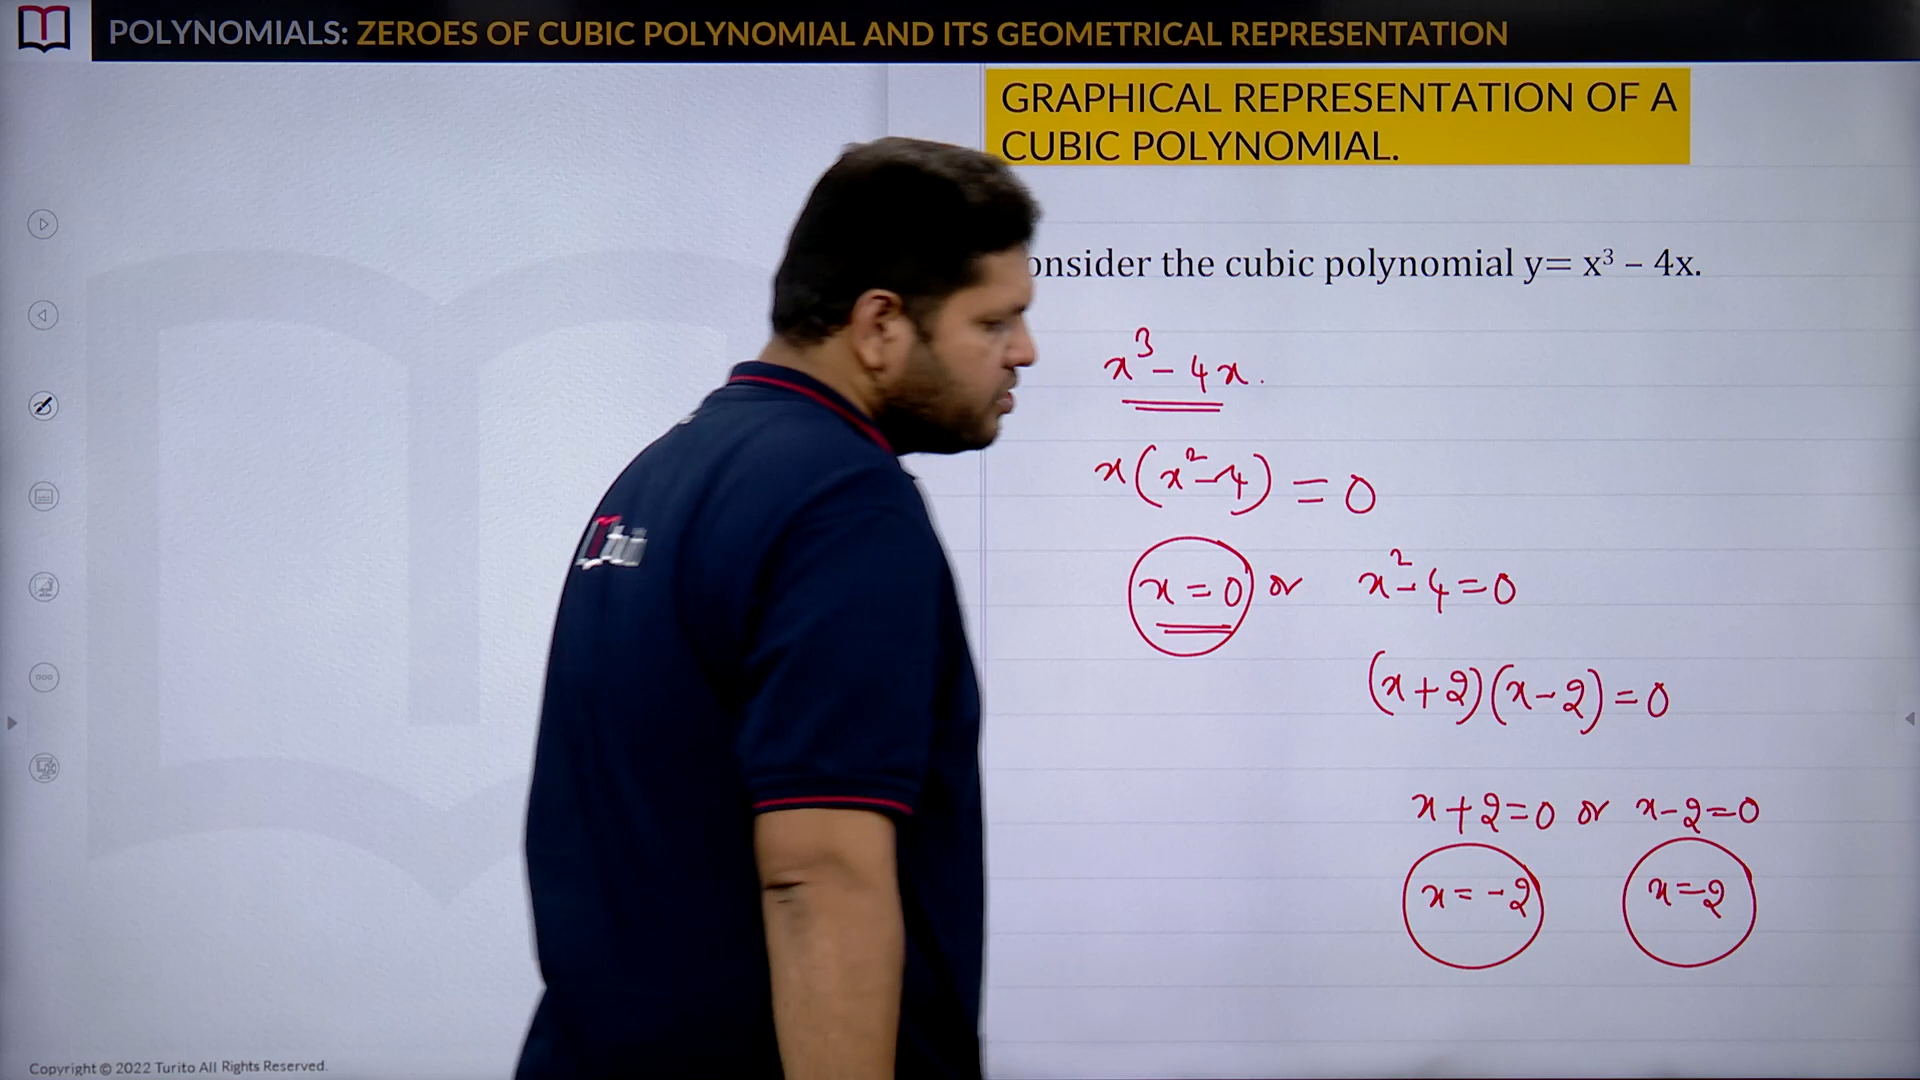 POLYNOMIALS: ZEROES OF CUBIC POLYNOMIAL AND ITS GEOMETRICAL REPRESENTATION
GRAPHICAL REPRESENTATION OF A
CUBIC POLYNOMIAL.
onsider the cubic polynomial y= x³ – 4x.
x³ - 4x.
x(x²-4) = 0
x = 0 or x²-4=0
(x+2)(x-2)=0
x+2=0 or x-2=0
x = -2 x=2
Copyright © 2022 Turito All Rights Reserved.